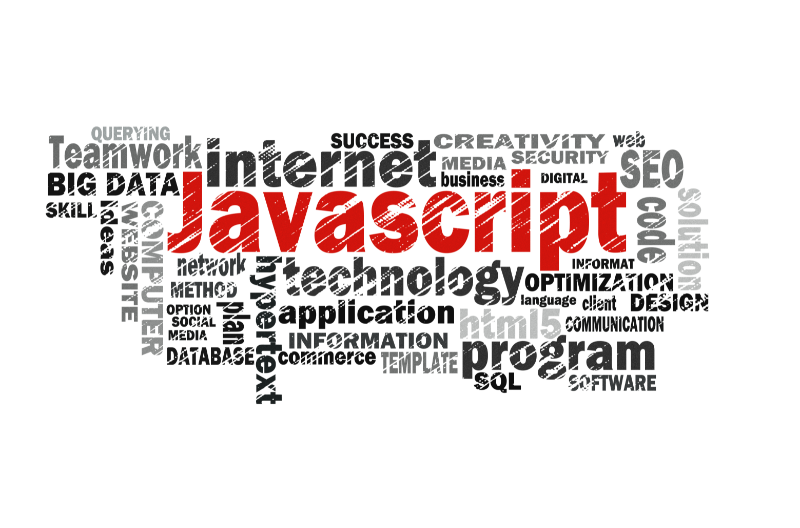 QUERYING
SUCCESS
CREATIVITY
web
Teamwork
internet
MEDIA
SECURITY
SEO
BIG DATA
business
DIGITAL
SKILL
Javascript
Ideas
WEBSITE
COMPUTER
code
solution
network
hypertext
technology
INFORMAT
METHOD
OPTIMIZATION
OPTION
plan
application
language
client
DESIGN
SOCIAL
html5
COMMUNICATION
MEDIA
INFORMATION
program
DATABASE
commerce
TEMPLATE
SQL
SOFTWARE